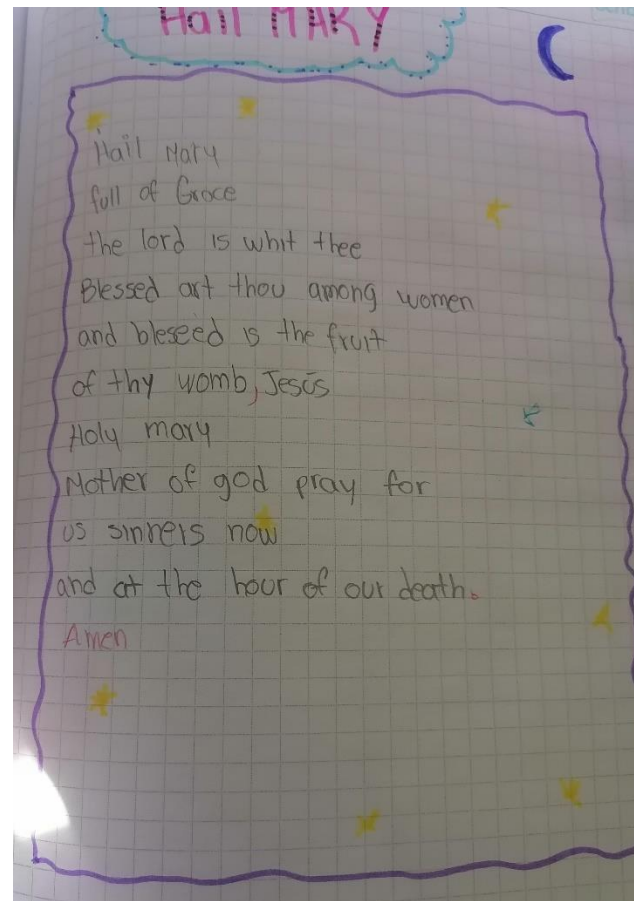 Hail MARY
Hail Mary
full of Grace
the lord is whit thee
Blessed art thou among women
and bleseed is the fruit
of thy womb, Jesús
Holy mary
Mother of god pray for
us sinners now
and at the hour of our death.
Amen